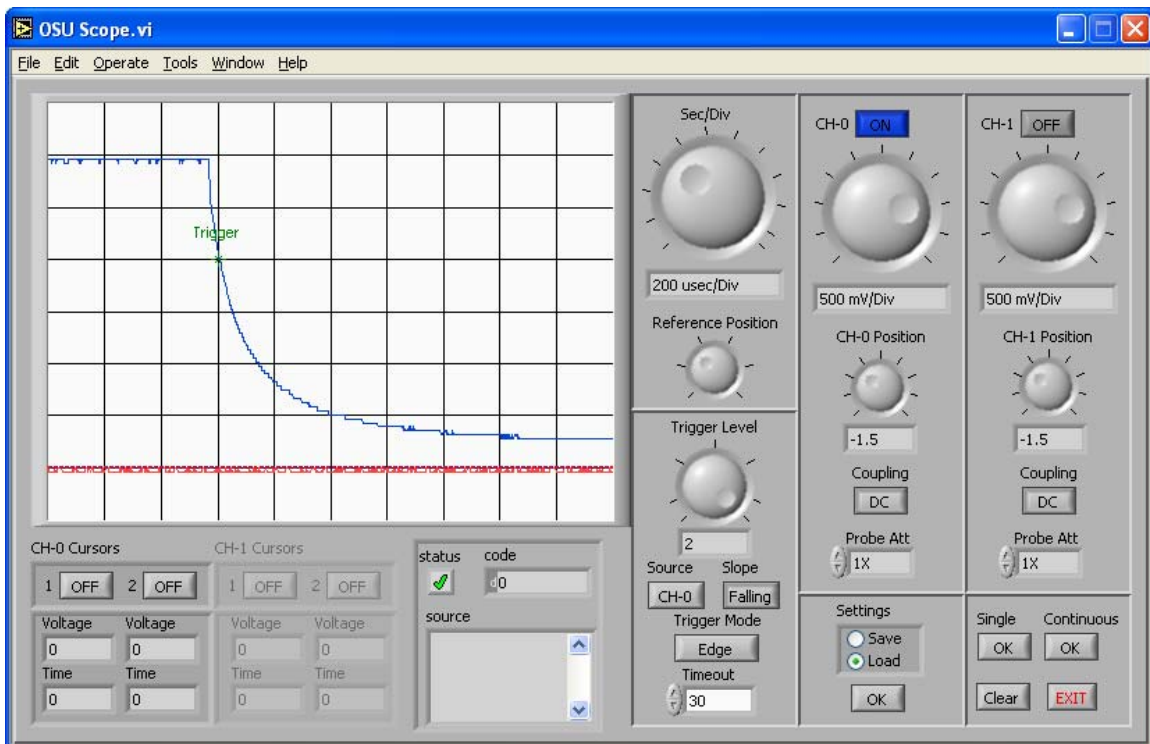 OSU Scope.vi
File Edit Operate Tools Window Help
Trigger
Sec/Div
200 usec/Div
Reference Position
Trigger Level
2
Source Slope
CH-0 Falling
Trigger Mode
Edge
Timeout
30
CH-0 ON
500 mV/Div
CH-0 Position
-1.5
Coupling
DC
Probe Att
1X
Settings
Save
Load
OK
CH-1 OFF
500 mV/Div
CH-1 Position
-1.5
Coupling
DC
Probe Att
1X
Single Continuous
OK OK
Clear EXIT
CH-0 Cursors
1 OFF 2 OFF
Voltage Voltage
0 0
Time Time
0 0
CH-1 Cursors
1 OFF 2 OFF
Voltage Voltage
0 0
Time Time
0 0
status code
d0
source